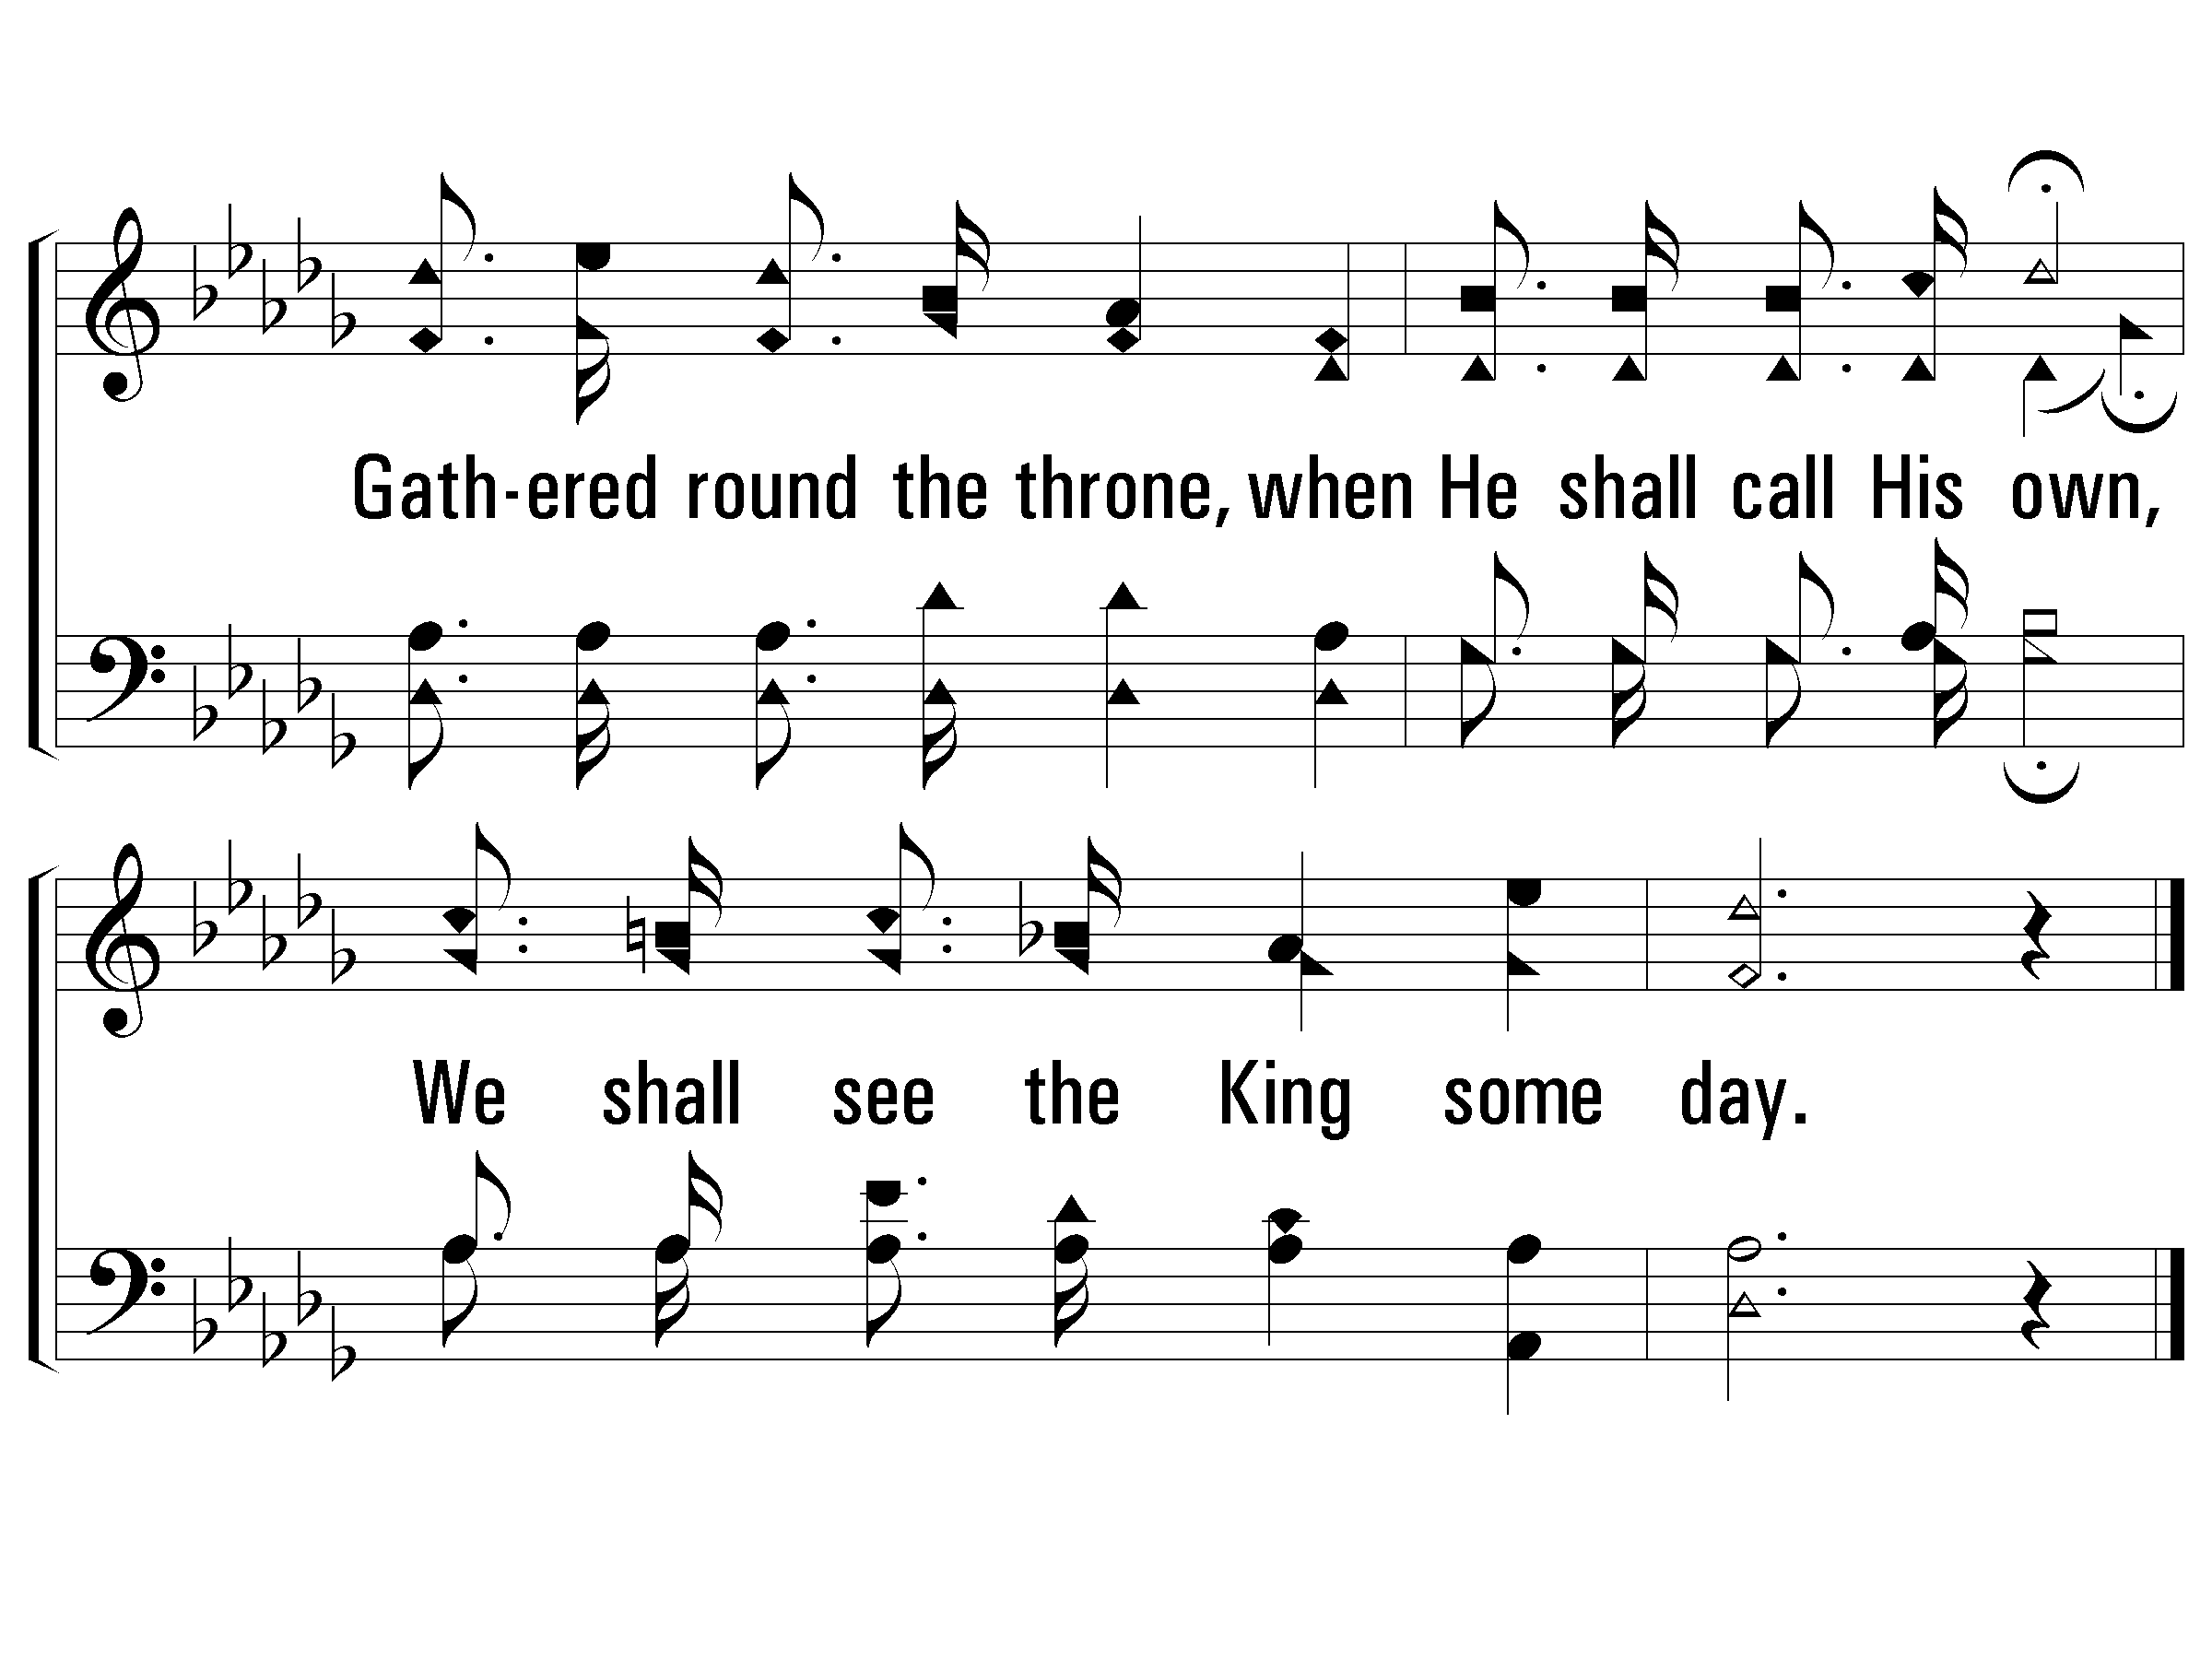 Gath-ered round the throne, when He shall call His own,
We shall see the King some day.